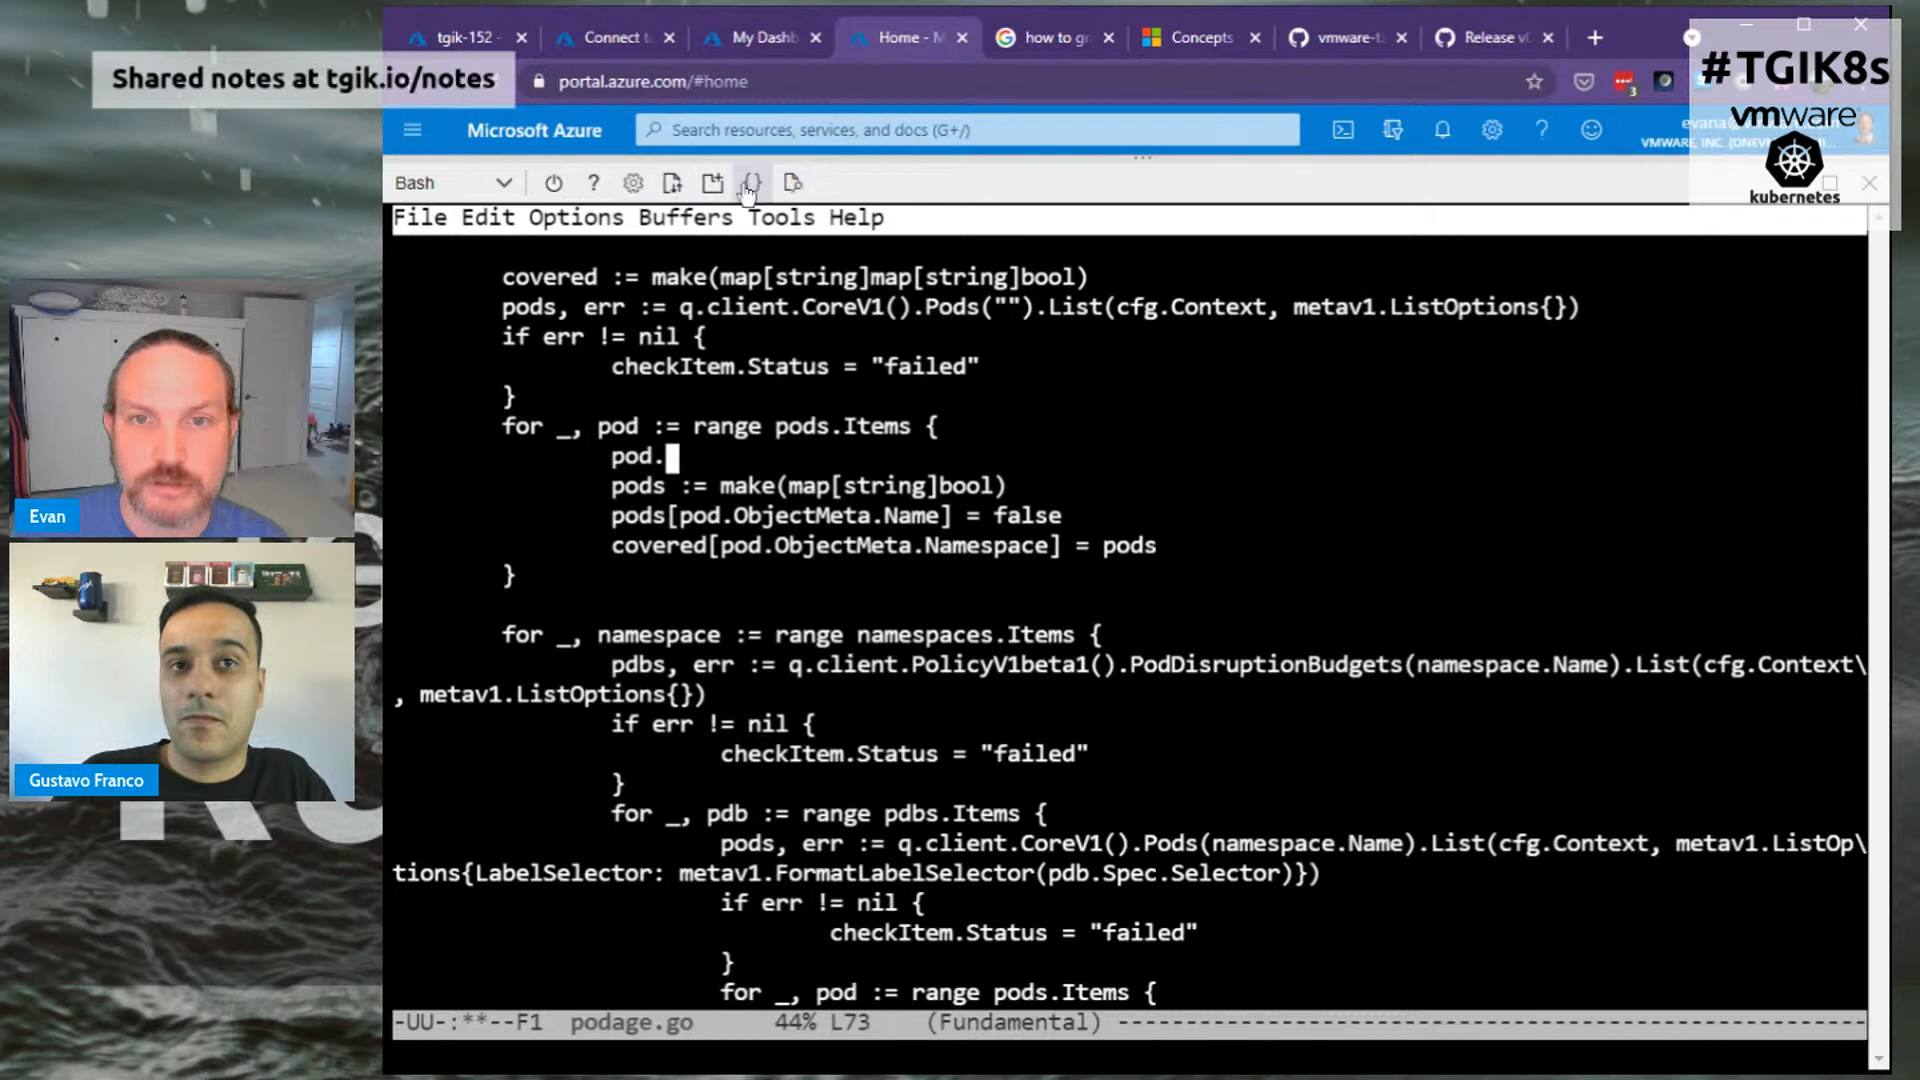 tgik-152 -
Connect t
My Dashb
Home - M
how to g
Concepts
vmware-t
Release v
Shared notes at tgik.io/notes
portal.azure.com/#home
#TGIK8s
vmware
kubernetes
Microsoft Azure
Search resources, services, and docs (G+/)
Bash
File Edit Options Buffers Tools Help
covered := make(map[string]map[string]bool)
pods, err := q.client.CoreV1().Pods("").List(cfg.Context, metav1.ListOptions{})
if err != nil {
checkItem.Status = "failed"
}
for _, pod := range pods.Items {
pod.
pods := make(map[string]bool)
pods[pod.ObjectMeta.Name] = false
covered[pod.ObjectMeta.Namespace] = pods
}
for _, namespace := range namespaces.Items {
pdbs, err := q.client.PolicyV1beta1().PodDisruptionBudgets(namespace.Name).List(cfg.Context\
, metav1.ListOptions{})
if err != nil {
checkItem.Status = "failed"
}
for _, pdb := range pdbs.Items {
pods, err := q.client.CoreV1().Pods(namespace.Name).List(cfg.Context, metav1.ListOp\
tions{LabelSelector: metav1.FormatLabelSelector(pdb.Spec.Selector)})
if err != nil {
checkItem.Status = "failed"
}
for _, pod := range pods.Items {
-UU-:**--F1 podage.go 44% L73 (Fundamental) ----------------------------------------------------------
Evan
Gustavo Franco